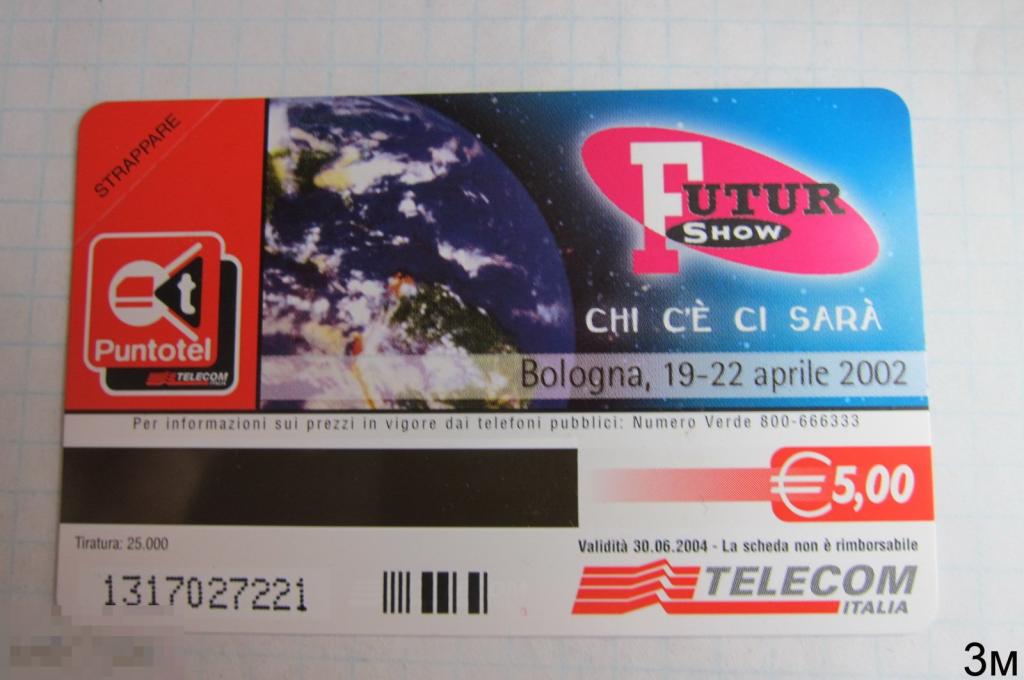 STRAPPARE
FUTUR
SHOW
t
Puntotel
TELECOM
ITALIA
CHI C'È CI SARÀ
Bologna, 19-22 aprile 2002
Per informazioni sui prezzi in vigore dai telefoni pubblici: Numero Verde 800-666333
€5,00
Tiratura: 25.000
Validità 30.06.2004 - La scheda non è rimborsabile
1317027221
TELECOM
ITALIA
3м